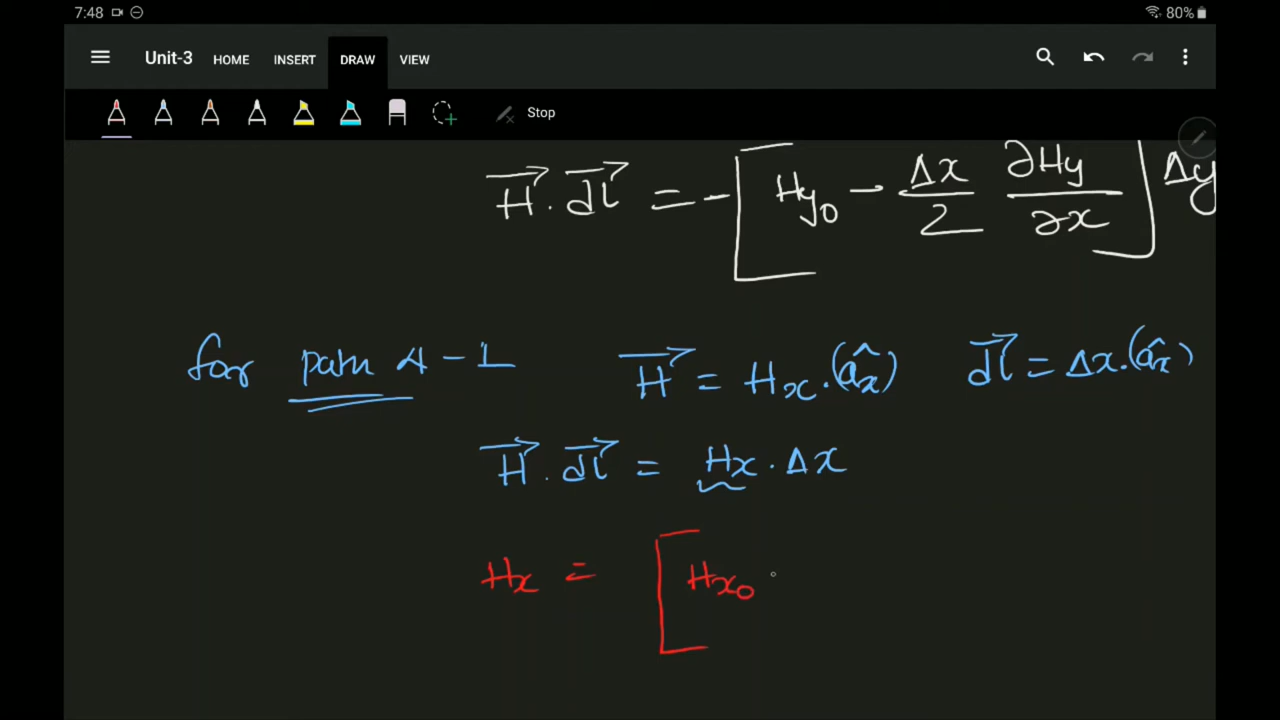 7:48 80%
Unit-3 HOME INSERT DRAW VIEW
Stop
H⃗ . dl⃗ = -[Hy₀ - Δx/2 ∂Hy/∂x] Δy
for path 4-1 H⃗ = Hx.(âx) dl⃗ = Δx.(âx)
H⃗ . dl⃗ = Hx . Δx
Hx = [Hx₀